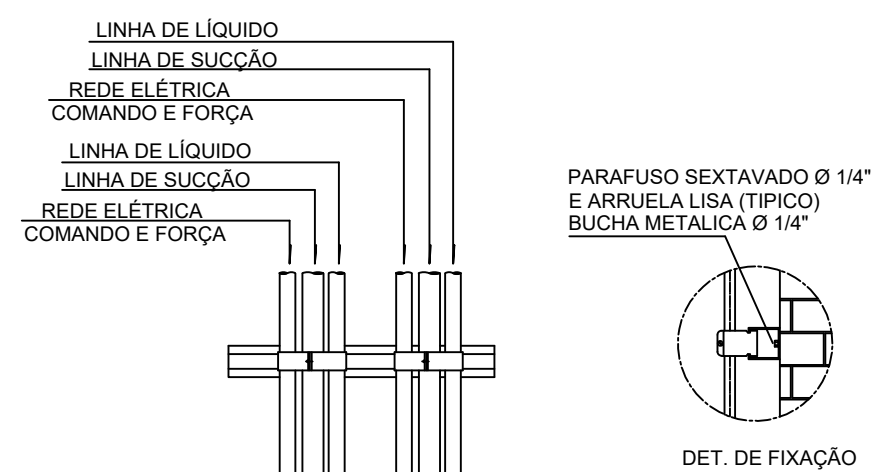 LINHA DE LÍQUIDO
LINHA DE SUCÇÃO
REDE ELÉTRICA
COMANDO E FORÇA
LINHA DE LÍQUIDO
LINHA DE SUCÇÃO
REDE ELÉTRICA
COMANDO E FORÇA
PARAFUSO SEXTAVADO Ø 1/4"
E ARRUELA LISA (TIPICO)
BUCHA METALICA Ø 1/4"
DET. DE FIXAÇÃO